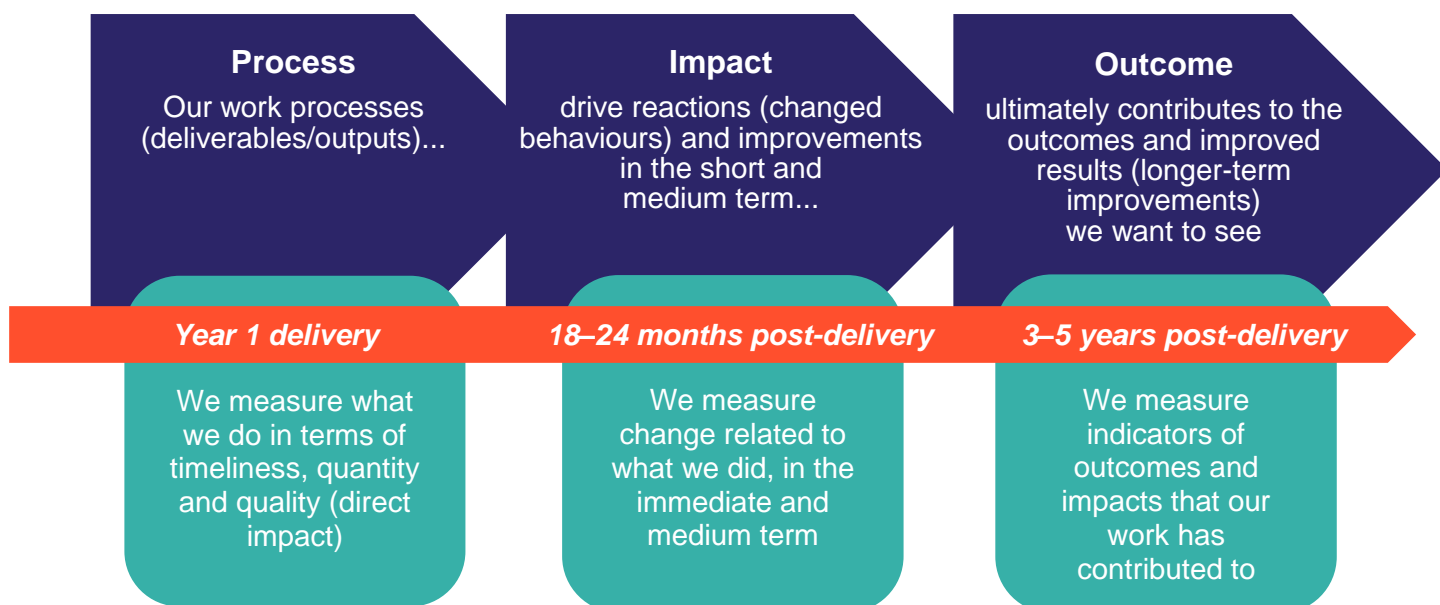 Process
Our work processes
(deliverables/outputs)...
Impact
drive reactions (changed
behaviours) and improvements
in the short and
medium term...
Outcome
ultimately contributes to the
outcomes and improved
results (longer-term
improvements)
we want to see
Year 1 delivery
18–24 months post-delivery
3–5 years post-delivery
We measure what
we do in terms of
timeliness, quantity
and quality (direct
impact)
We measure
change related to
what we did, in the
immediate and
medium term
We measure
indicators of
outcomes and
impacts that our
work has
contributed to